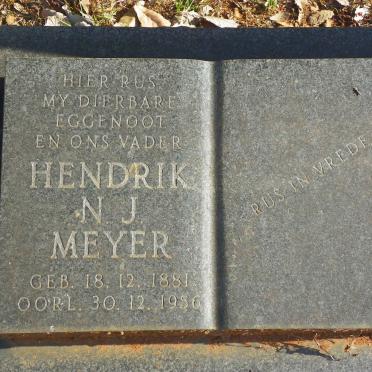 HIER RUS
MY DIERBARE
EGGENOOT
EN ONS VADER
HENDRIK
N J
MEYER
GEB. 18. 12. 1881
OORL. 30. 12. 1956
RUS IN VREDE